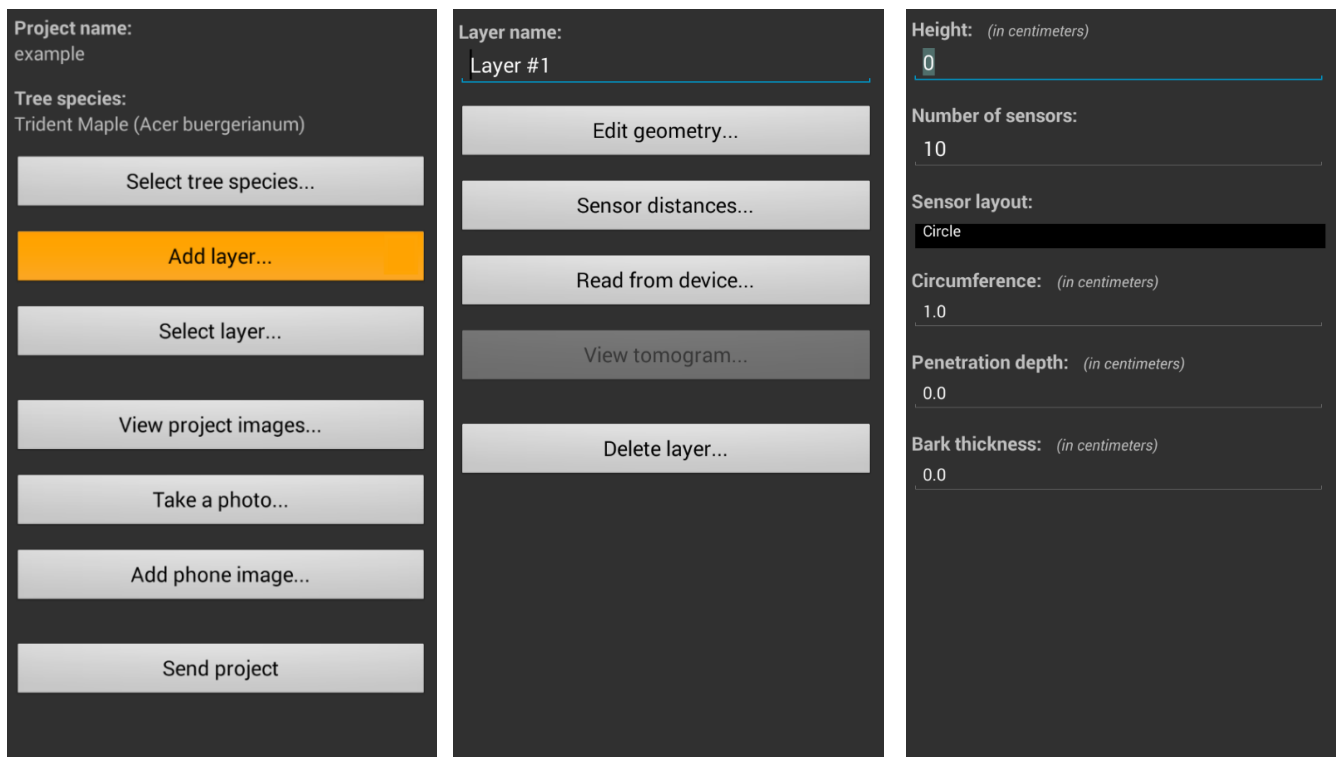 Project name:
example
Tree species:
Trident Maple (Acer buergerianum)
Select tree species...
Add layer...
Select layer...
View project images...
Take a photo...
Add phone image...
Send project
Layer name:
Layer #1
Edit geometry...
Sensor distances...
Read from device...
View tomogram...
Delete layer...
Height: (in centimeters)
0
Number of sensors:
10
Sensor layout:
Circle
Circumference: (in centimeters)
1.0
Penetration depth: (in centimeters)
0.0
Bark thickness: (in centimeters)
0.0